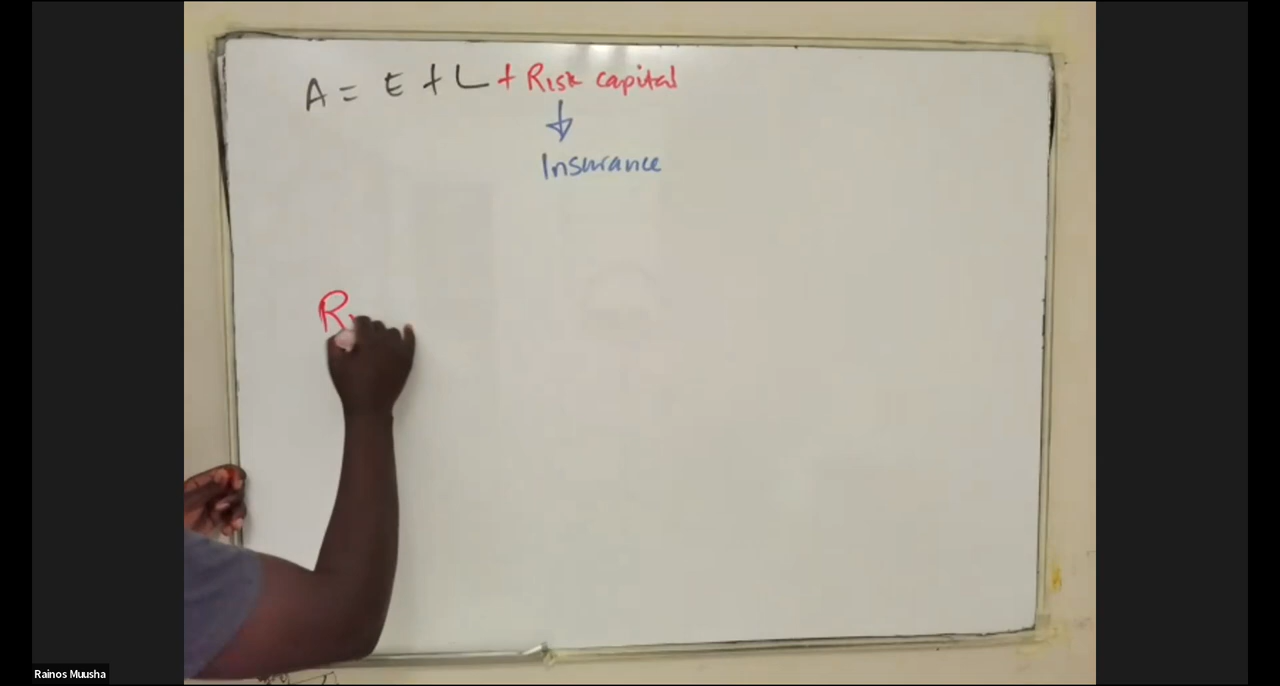 A = E + L + Risk capital
↓
Insurance
R
Rainos Muusha